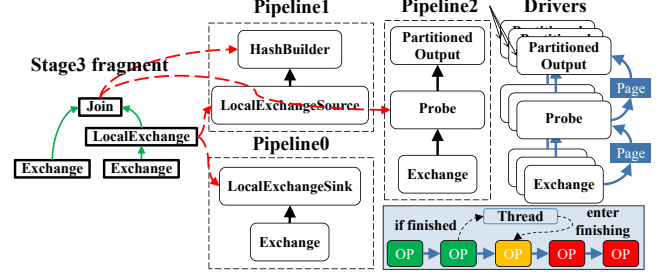 Pipeline1
Pipeline2
Drivers
HashBuilder
LocalExchangeSource
Partitioned
Output
Probe
Exchange
Partitioned
Output
Page
Probe
Page
Exchange
Stage3 fragment
Join
LocalExchange
Exchange
Exchange
Pipeline0
LocalExchangeSink
Exchange
if finished
Thread
enter
finishing
OP
OP
OP
OP
OP